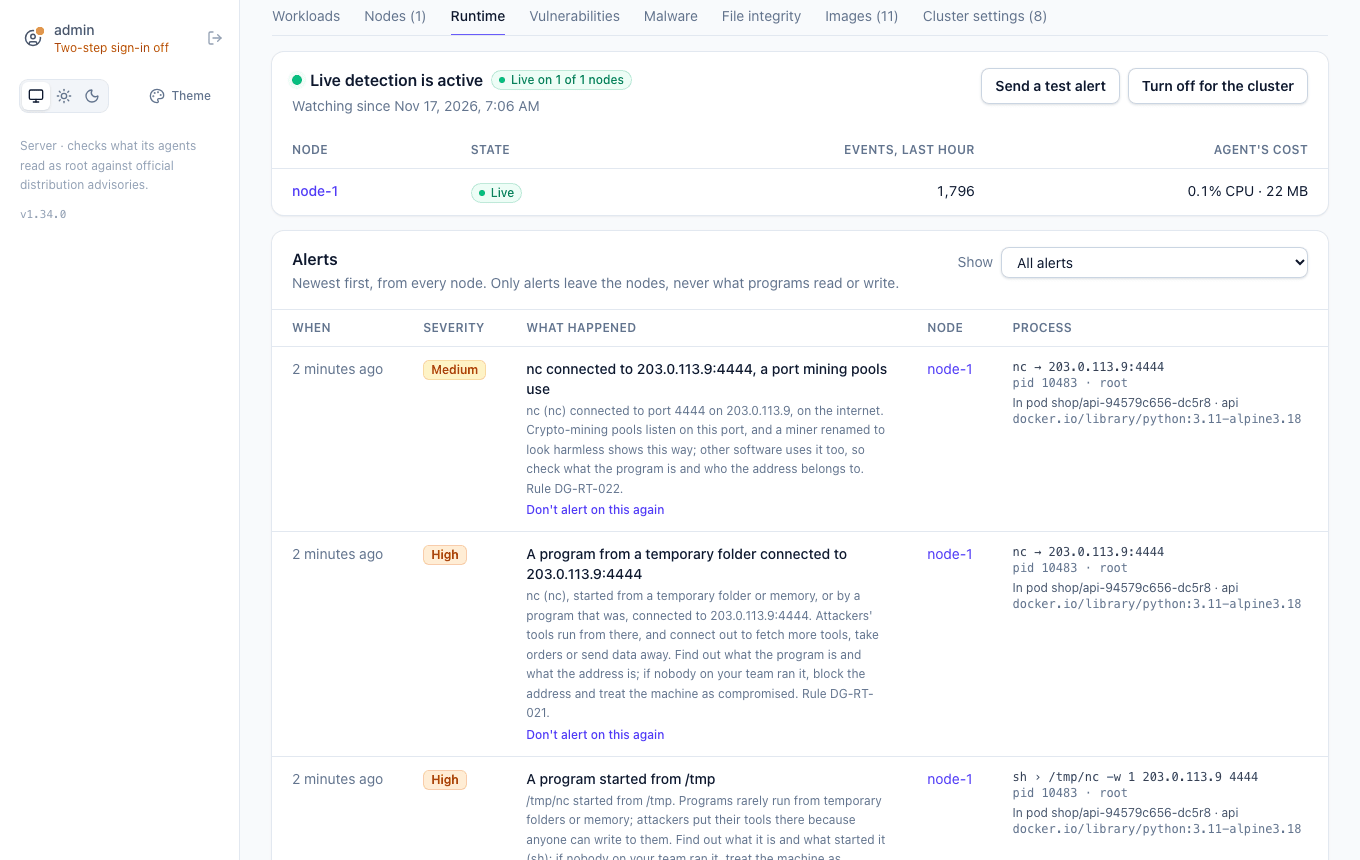 admin
Two-step sign-in off
Theme
Server · checks what its agents
read as root against official
distribution advisories.
v1.34.0
Workloads Nodes (1) Runtime Vulnerabilities Malware File integrity Images (11) Cluster settings (8)
Live detection is active Live on 1 of 1 nodes
Watching since Nov 17, 2026, 7:06 AM
Send a test alert Turn off for the cluster
NODE STATE EVENTS, LAST HOUR AGENT'S COST
node-1 Live 1,796 0.1% CPU · 22 MB
Alerts
Newest first, from every node. Only alerts leave the nodes, never what programs read or write.
Show All alerts
WHEN SEVERITY WHAT HAPPENED NODE PROCESS
2 minutes ago Medium
nc connected to 203.0.113.9:4444, a port mining pools
use
nc (nc) connected to port 4444 on 203.0.113.9, on the internet.
Crypto-mining pools listen on this port, and a miner renamed to
look harmless shows this way; other software uses it too, so
check what the program is and who the address belongs to.
Rule DG-RT-022.
Don't alert on this again
node-1
nc → 203.0.113.9:4444
pid 10483 · root
In pod shop/api-94579c656-dc5r8 · api
docker.io/library/python:3.11-alpine3.18
2 minutes ago High
A program from a temporary folder connected to
203.0.113.9:4444
nc (nc), started from a temporary folder or memory, or by a
program that was, connected to 203.0.113.9:4444. Attackers'
tools run from there, and connect out to fetch more tools, take
orders or send data away. Find out what the program is and
what the address is; if nobody on your team ran it, block the
address and treat the machine as compromised. Rule DG-RT-
021.
Don't alert on this again
node-1
nc → 203.0.113.9:4444
pid 10483 · root
In pod shop/api-94579c656-dc5r8 · api
docker.io/library/python:3.11-alpine3.18
2 minutes ago High
A program started from /tmp
/tmp/nc started from /tmp. Programs rarely run from temporary
folders or memory; attackers put their tools there because
anyone can write to them. Find out what it is and what started it
(sh); if nobody on your team ran it, treat the machine as
node-1
sh › /tmp/nc -w 1 203.0.113.9 4444
pid 10483 · root
In pod shop/api-94579c656-dc5r8 · api
docker.io/library/python:3.11-alpine3.18